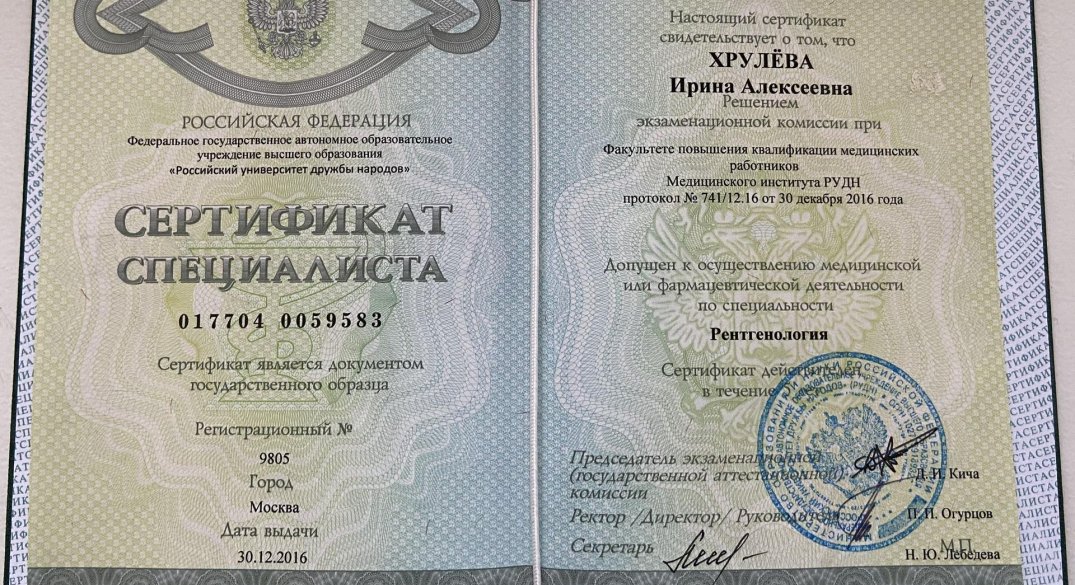 РОССИЙСКАЯ ФЕДЕРАЦИЯ
Федеральное государственное автономное образовательное
учреждение высшего образования
«Российский университет дружбы народов»
СЕРТИФИКАТ
СПЕЦИАЛИСТА
017704 0059583
Сертификат является документом
государственного образца
Регистрационный №
9805
Город
Москва
Дата выдачи
30.12.2016
Настоящий сертификат
свидетельствует о том, что
ХРУЛЁВА
Ирина Алексеевна
Решением
экзаменационной комиссии при
Факультете повышения квалификации медицинских
работников
Медицинского института РУДН
протокол № 741/12.16 от 30 декабря 2016 года
Допущен к осуществлению медицинской
или фармацевтической деятельности
по специальности
Рентгенология
Сертификат действителен
в течение
Председатель экзаменационной
(государственной аттестационной)
комиссии
Д. И. Кича
Ректор /Директор/ Руководитель
П. П. Огурцов
Секретарь
М.П.
Н. Ю. Лебедева